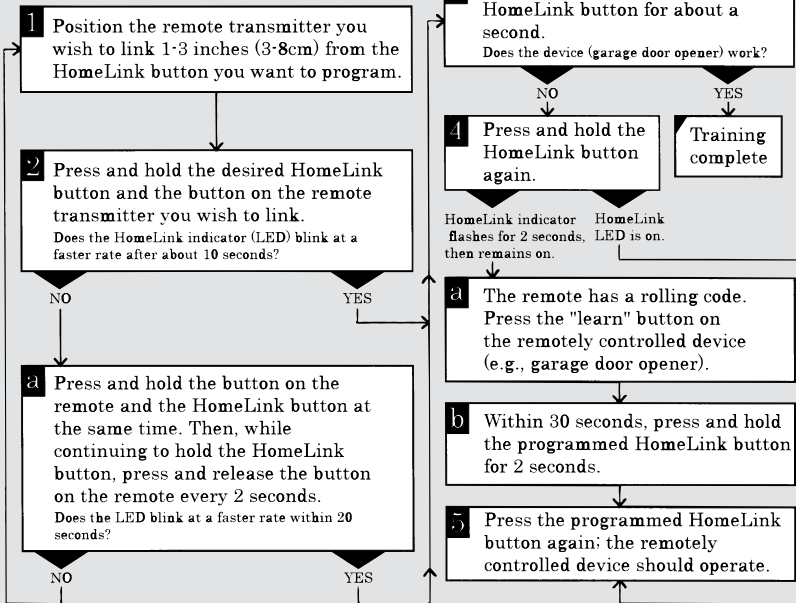 1
Position the remote transmitter you
wish to link 1-3 inches (3-8cm) from the
HomeLink button you want to program.
2
Press and hold the desired HomeLink
button and the button on the remote
transmitter you wish to link.
Does the HomeLink indicator (LED) blink at a
faster rate after about 10 seconds?
NO
YES
a
Press and hold the button on the
remote and the HomeLink button at
the same time. Then, while
continuing to hold the HomeLink
button, press and release the button
on the remote every 2 seconds.
Does the LED blink at a faster rate within 20
seconds?
NO
YES
HomeLink button for about a
second.
Does the device (garage door opener) work?
NO
YES
4
Press and hold the
HomeLink button
again.
Training
complete
HomeLink indicator
flashes for 2 seconds,
then remains on.
HomeLink
LED is on.
a
The remote has a rolling code.
Press the "learn" button on
the remotely controlled device
(e.g., garage door opener).
b
Within 30 seconds, press and hold
the programmed HomeLink button
for 2 seconds.
5
Press the programmed HomeLink
button again; the remotely
controlled device should operate.